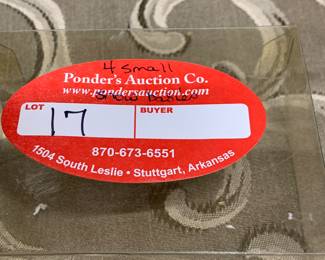 4 Small
Ponder's Auction Co.
www.pondersauction.com
LOT
BUYER
17
870-673-6551
1504 South Leslie • Stuttgart, Arkansas